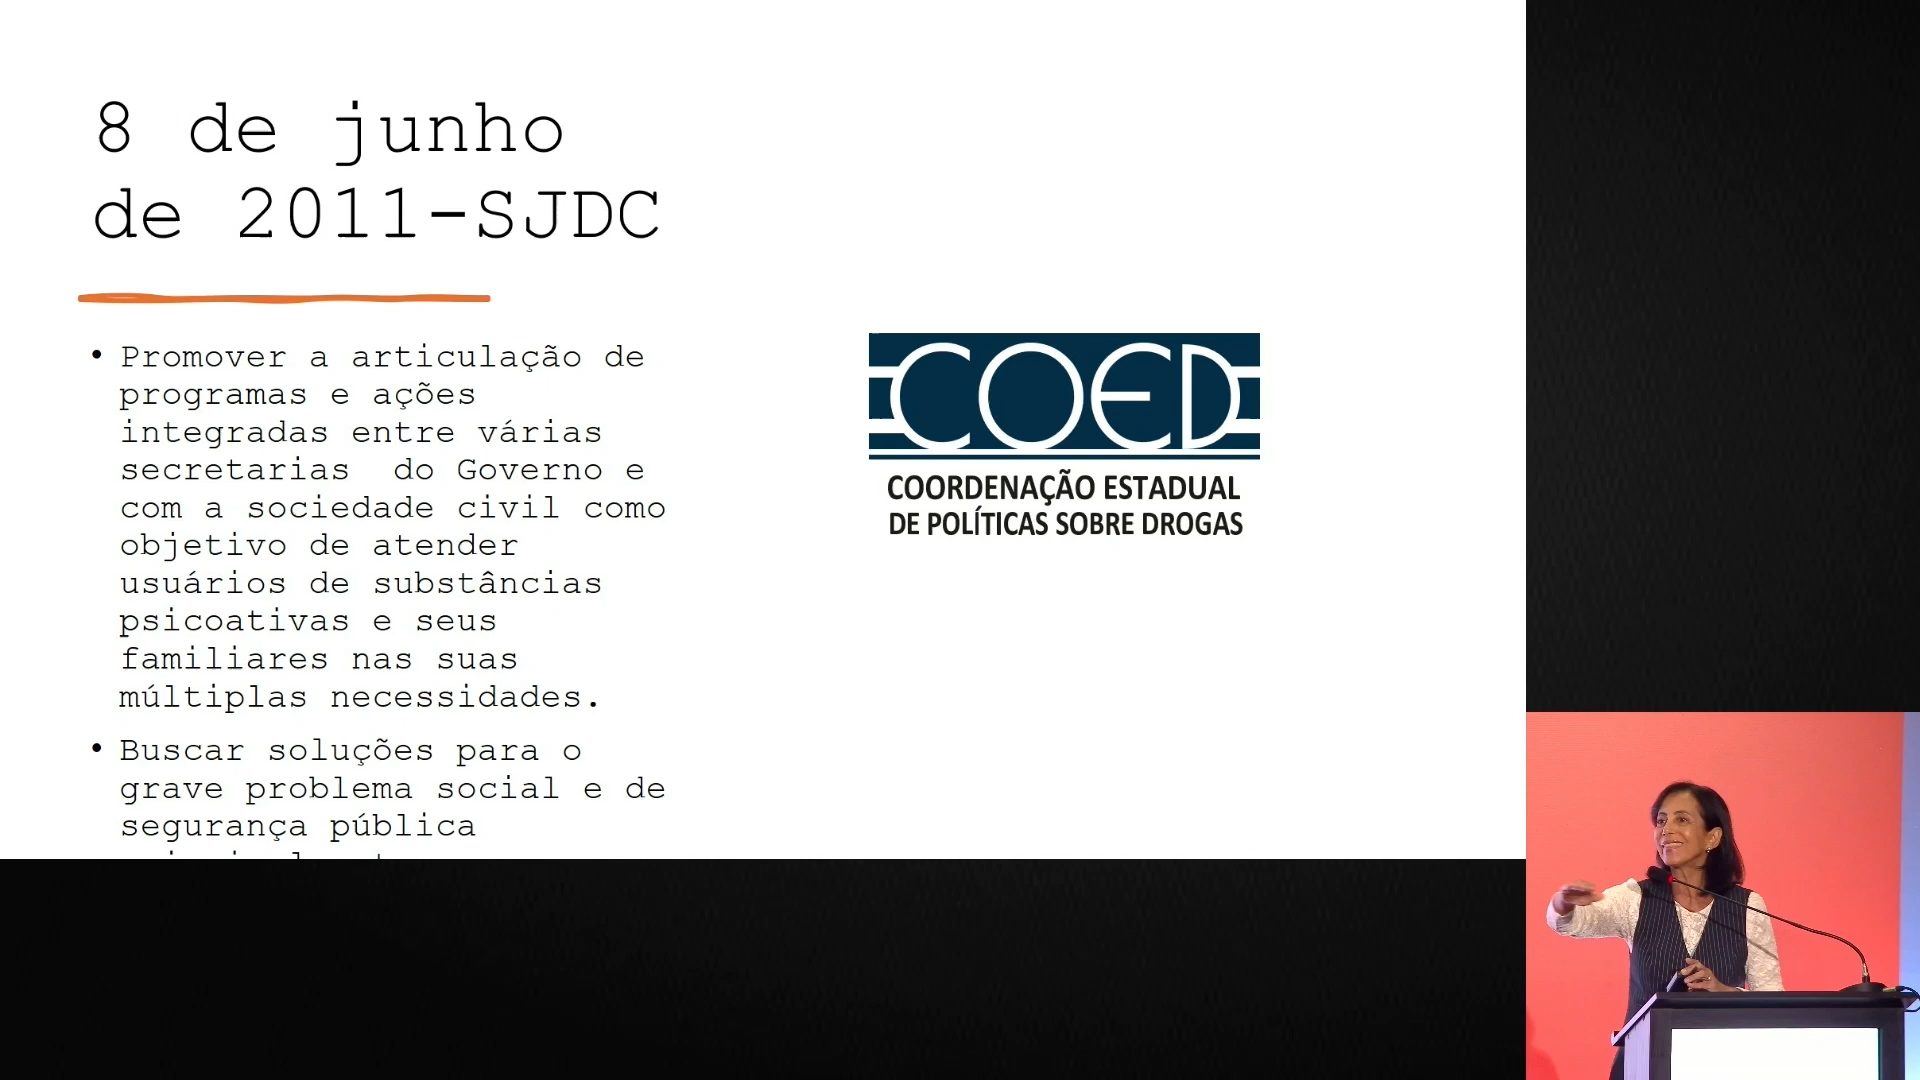 8 de junho
de 2011-SJDC
• Promover a articulação de
programas e ações
integradas entre várias
secretarias  do Governo e
com a sociedade civil como
objetivo de atender
usuários de substâncias
psicoativas e seus
familiares nas suas
múltiplas necessidades.
• Buscar soluções para o
grave problema social e de
segurança pública
COED
COORDENAÇÃO ESTADUAL
DE POLÍTICAS SOBRE DROGAS